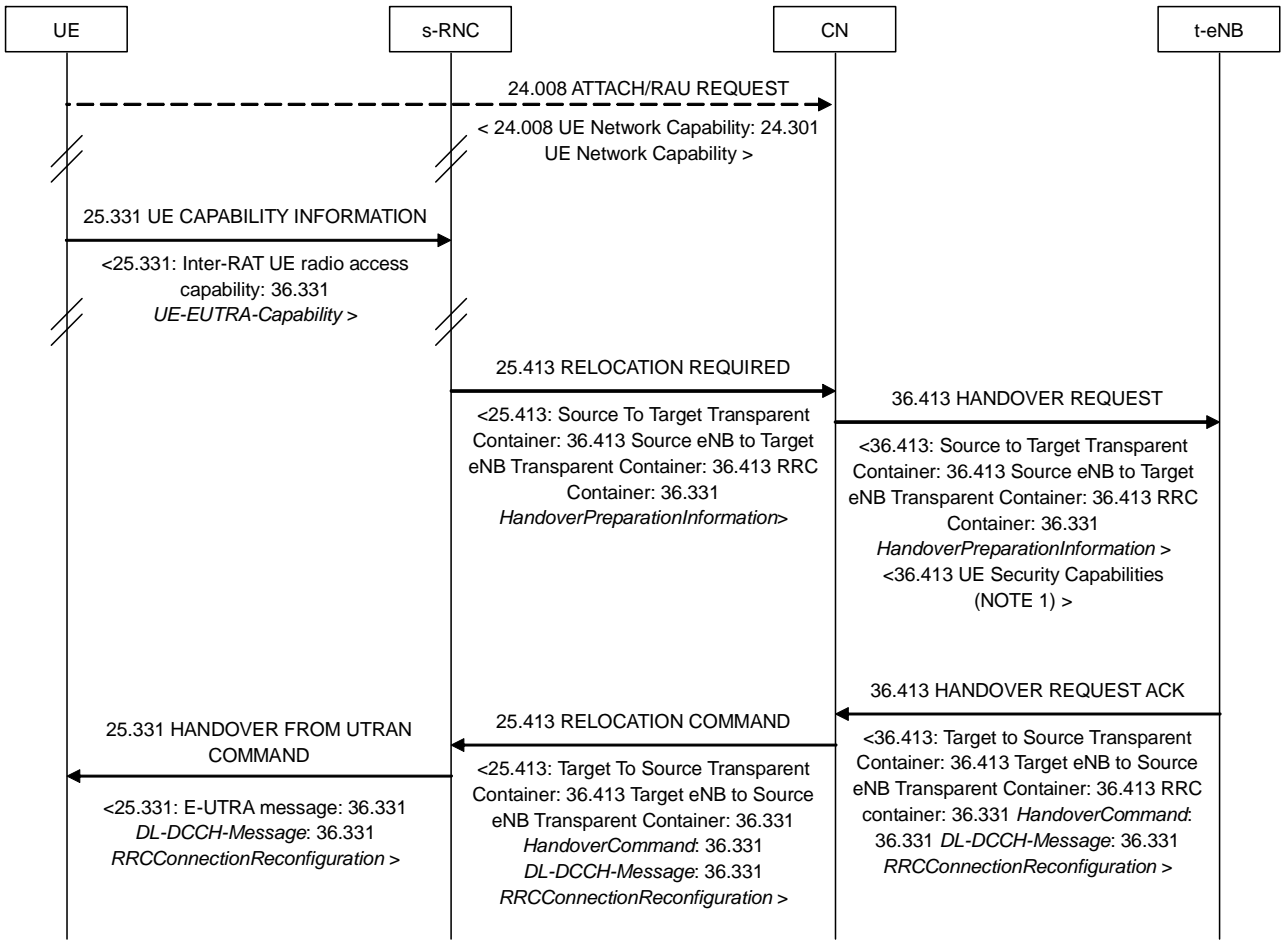 UE
s-RNC
CN
t-eNB
24.008 ATTACH/RAU REQUEST
< 24.008 UE Network Capability: 24.301
UE Network Capability >
25.331 UE CAPABILITY INFORMATION
<25.331: Inter-RAT UE radio access
capability: 36.331
UE-EUTRA-Capability >
25.413 RELOCATION REQUIRED
<25.413: Source To Target Transparent
Container: 36.413 Source eNB to Target
eNB Transparent Container: 36.413 RRC
Container: 36.331
HandoverPreparationInformation>
36.413 HANDOVER REQUEST
<36.413: Source to Target Transparent
Container: 36.413 Source eNB to Target
eNB Transparent Container: 36.413 RRC
Container: 36.331
HandoverPreparationInformation >
<36.413 UE Security Capabilities
(NOTE 1) >
36.413 HANDOVER REQUEST ACK
<36.413: Target to Source Transparent
Container: 36.413 Target eNB to Source
eNB Transparent Container: 36.413 RRC
container: 36.331 HandoverCommand:
36.331 DL-DCCH-Message: 36.331
RRCConnectionReconfiguration >
25.413 RELOCATION COMMAND
<25.413: Target To Source Transparent
Container: 36.413 Target eNB to Source
eNB Transparent Container: 36.331
HandoverCommand: 36.331
DL-DCCH-Message: 36.331
RRCConnectionReconfiguration >
25.331 HANDOVER FROM UTRAN
COMMAND
<25.331: E-UTRA message: 36.331
DL-DCCH-Message: 36.331
RRCConnectionReconfiguration >